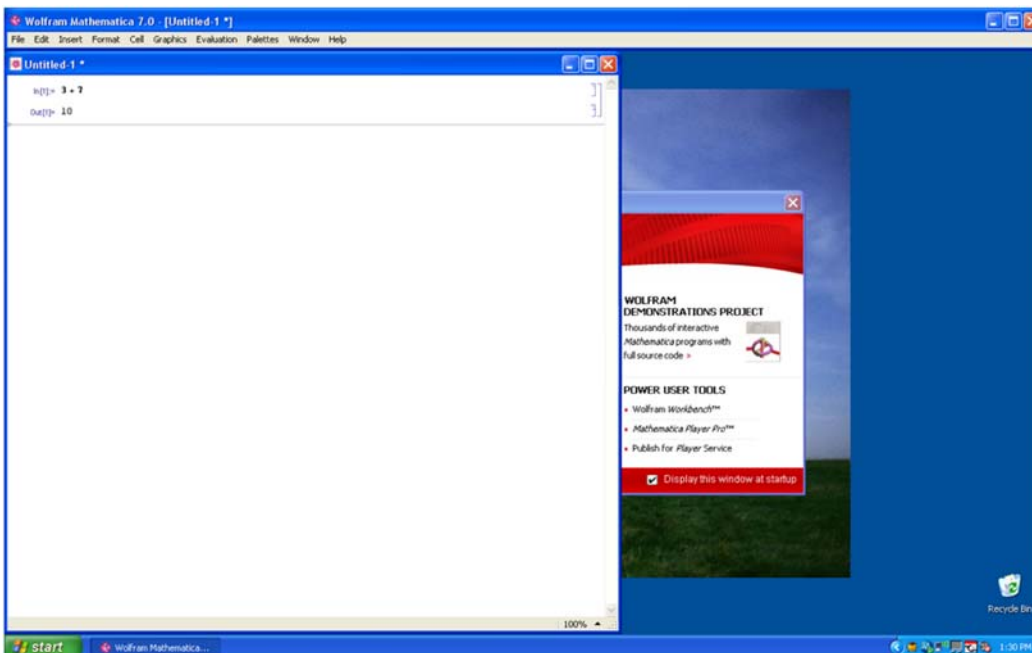 Wolfram Mathematica 7.0 - [Untitled-1 *]
File Edit Insert Format Cell Graphics Evaluation Palettes Window Help
Untitled-1 *
In[1]:= 3 + 7
Out[1]= 10
WOLFRAM
DEMONSTRATIONS PROJECT
Thousands of interactive
Mathematica programs with
full source code »
POWER USER TOOLS
Wolfram Workbench™
Mathematica Player Pro™
Publish for Player Service
Display this window at startup
Recycle Bin
100%
start
Wolfram Mathematica...
1:30 PM